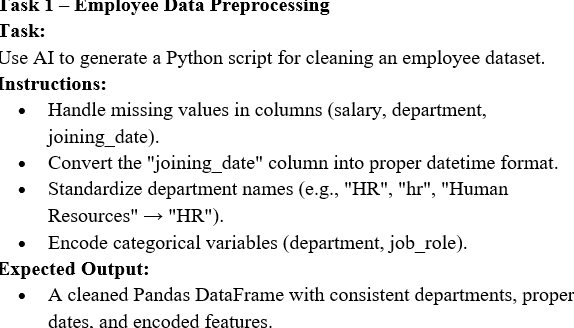 Task 1 – Employee Data Preprocessing
Task:
Use AI to generate a Python script for cleaning an employee dataset.
Instructions:
• Handle missing values in columns (salary, department,
joining_date).
• Convert the "joining_date" column into proper datetime format.
• Standardize department names (e.g., "HR", "hr", "Human
Resources" → "HR").
• Encode categorical variables (department, job_role).
Expected Output:
• A cleaned Pandas DataFrame with consistent departments, proper
dates, and encoded features.